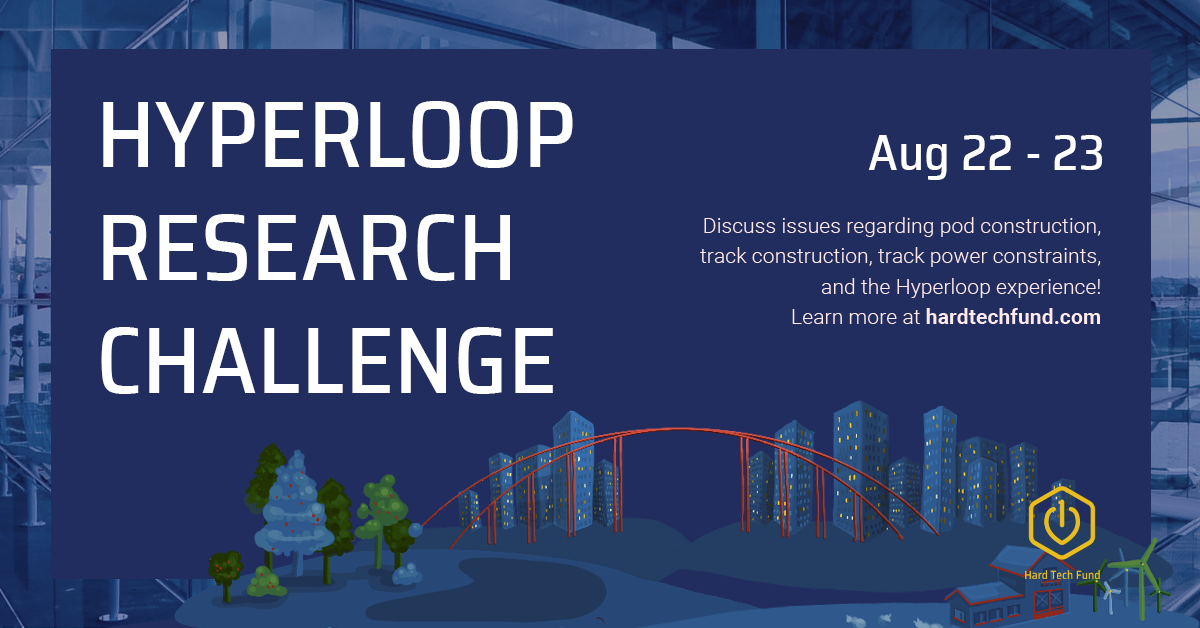 HYPERLOOP
RESEARCH
CHALLENGE
Aug 22 - 23
Discuss issues regarding pod construction,
track construction, track power constraints,
and the Hyperloop experience!
Learn more at hardtechfund.com
Hard Tech Fund